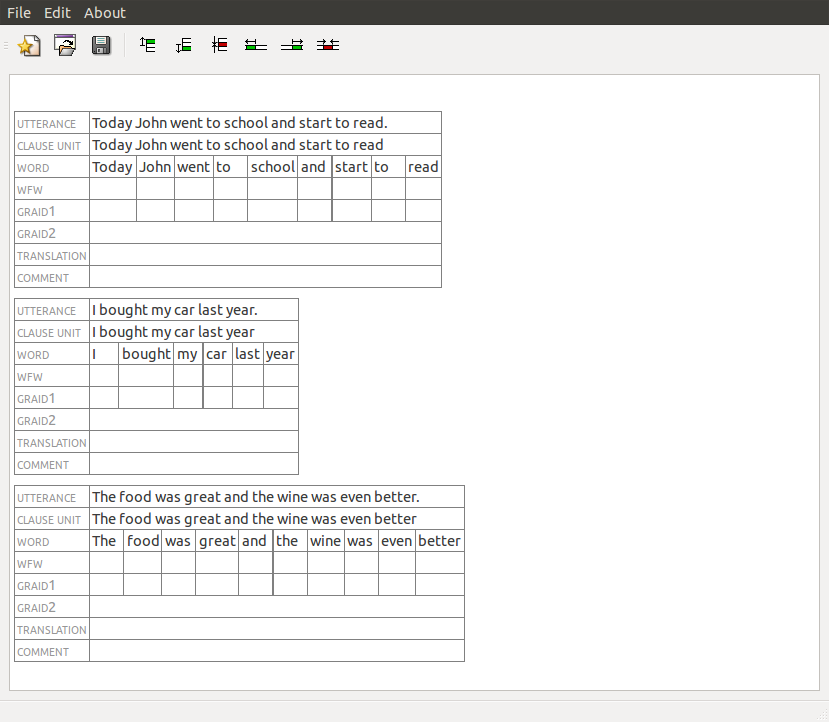 File Edit About
UTTERANCE Today John went to school and start to read.
CLAUSE UNIT Today John went to school and start to read
WORD Today John went to school and start to read
WFW
GRAID1
GRAID2
TRANSLATION
COMMENT
UTTERANCE I bought my car last year.
CLAUSE UNIT I bought my car last year
WORD I bought my car last year
WFW
GRAID1
GRAID2
TRANSLATION
COMMENT
UTTERANCE The food was great and the wine was even better.
CLAUSE UNIT The food was great and the wine was even better
WORD The food was great and the wine was even better
WFW
GRAID1
GRAID2
TRANSLATION
COMMENT